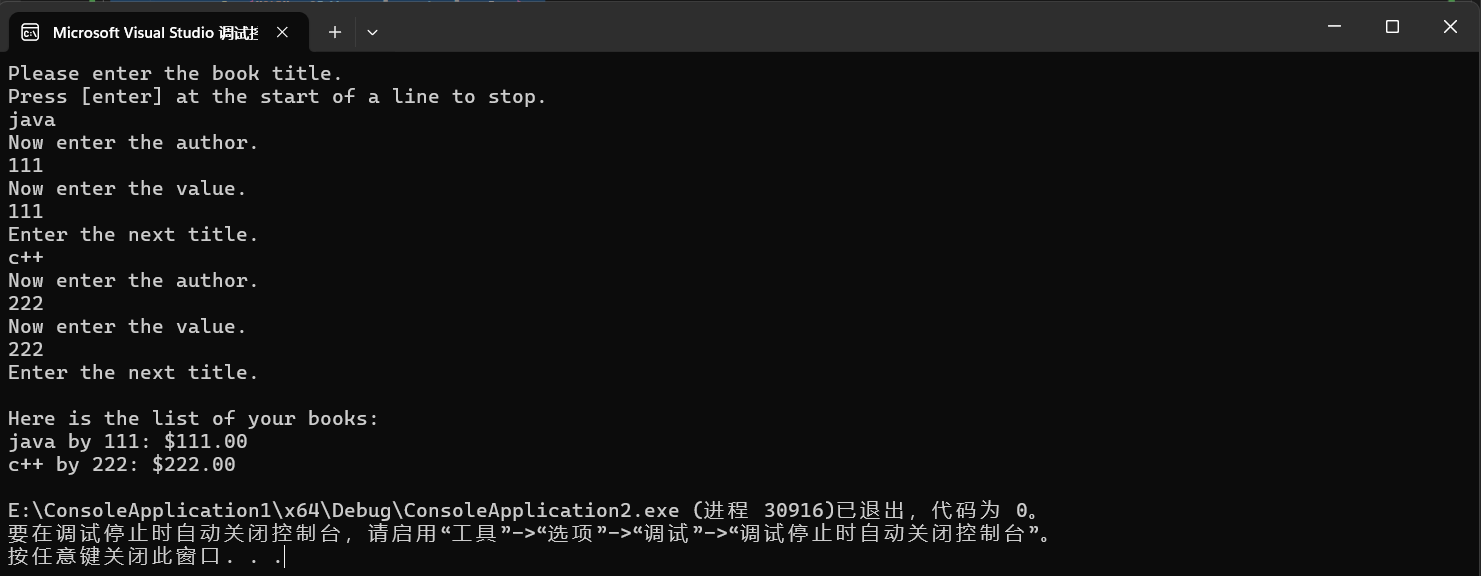 Microsoft Visual Studio 调试
Please enter the book title.
Press [enter] at the start of a line to stop.
java
Now enter the author.
111
Now enter the value.
111
Enter the next title.
c++
Now enter the author.
222
Now enter the value.
222
Enter the next title.
Here is the list of your books:
java by 111: $111.00
c++ by 222: $222.00
E:\ConsoleApplication1\x64\Debug\ConsoleApplication2.exe (进程 30916)已退出，代码为 0。
要在调试停止时自动关闭控制台，请启用“工具”->“选项”->“调试”->“调试停止时自动关闭控制台”。
按任意键关闭此窗口. . .